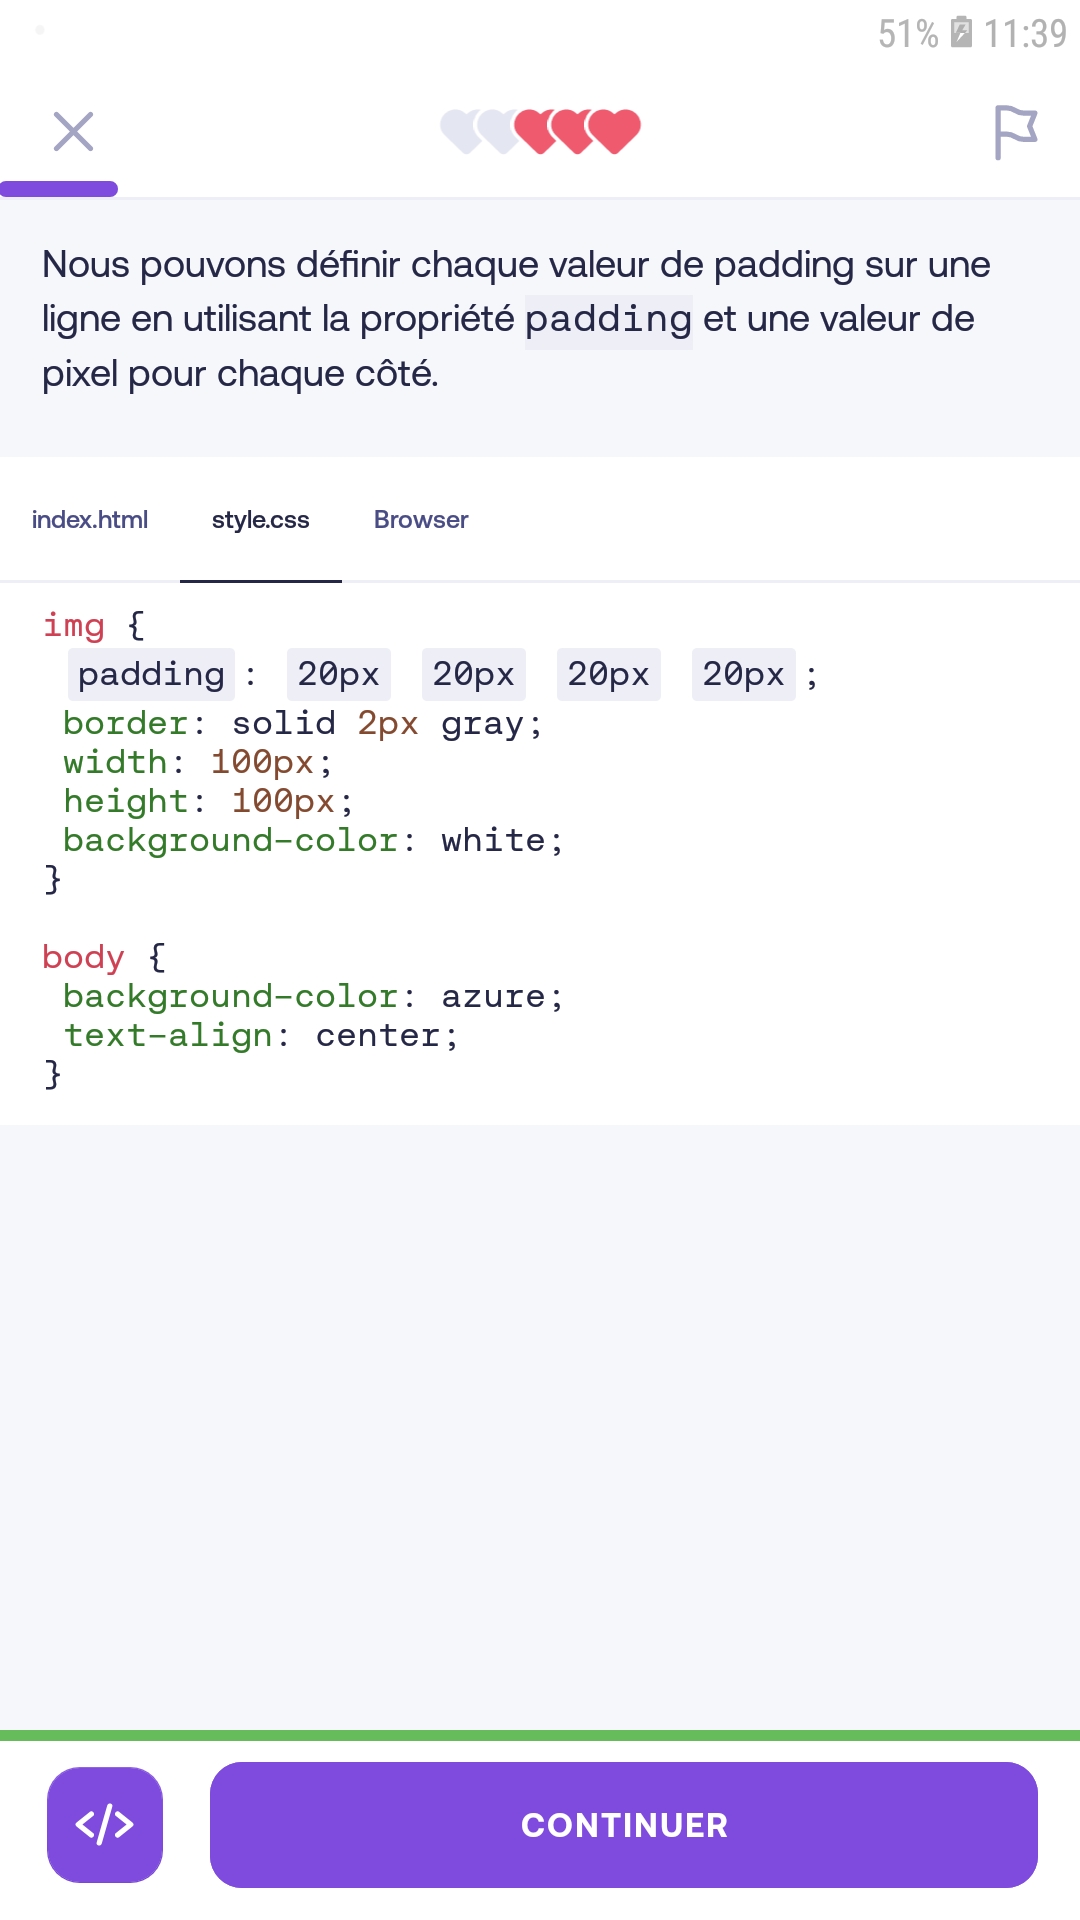 51% 11:39
Nous pouvons définir chaque valeur de padding sur une
ligne en utilisant la propriété padding et une valeur de
pixel pour chaque côté.
index.html style.css Browser
img {
padding : 20px 20px 20px 20px ;
border: solid 2px gray;
width: 100px;
height: 100px;
background-color: white;
}
body {
background-color: azure;
text-align: center;
}
</> CONTINUER